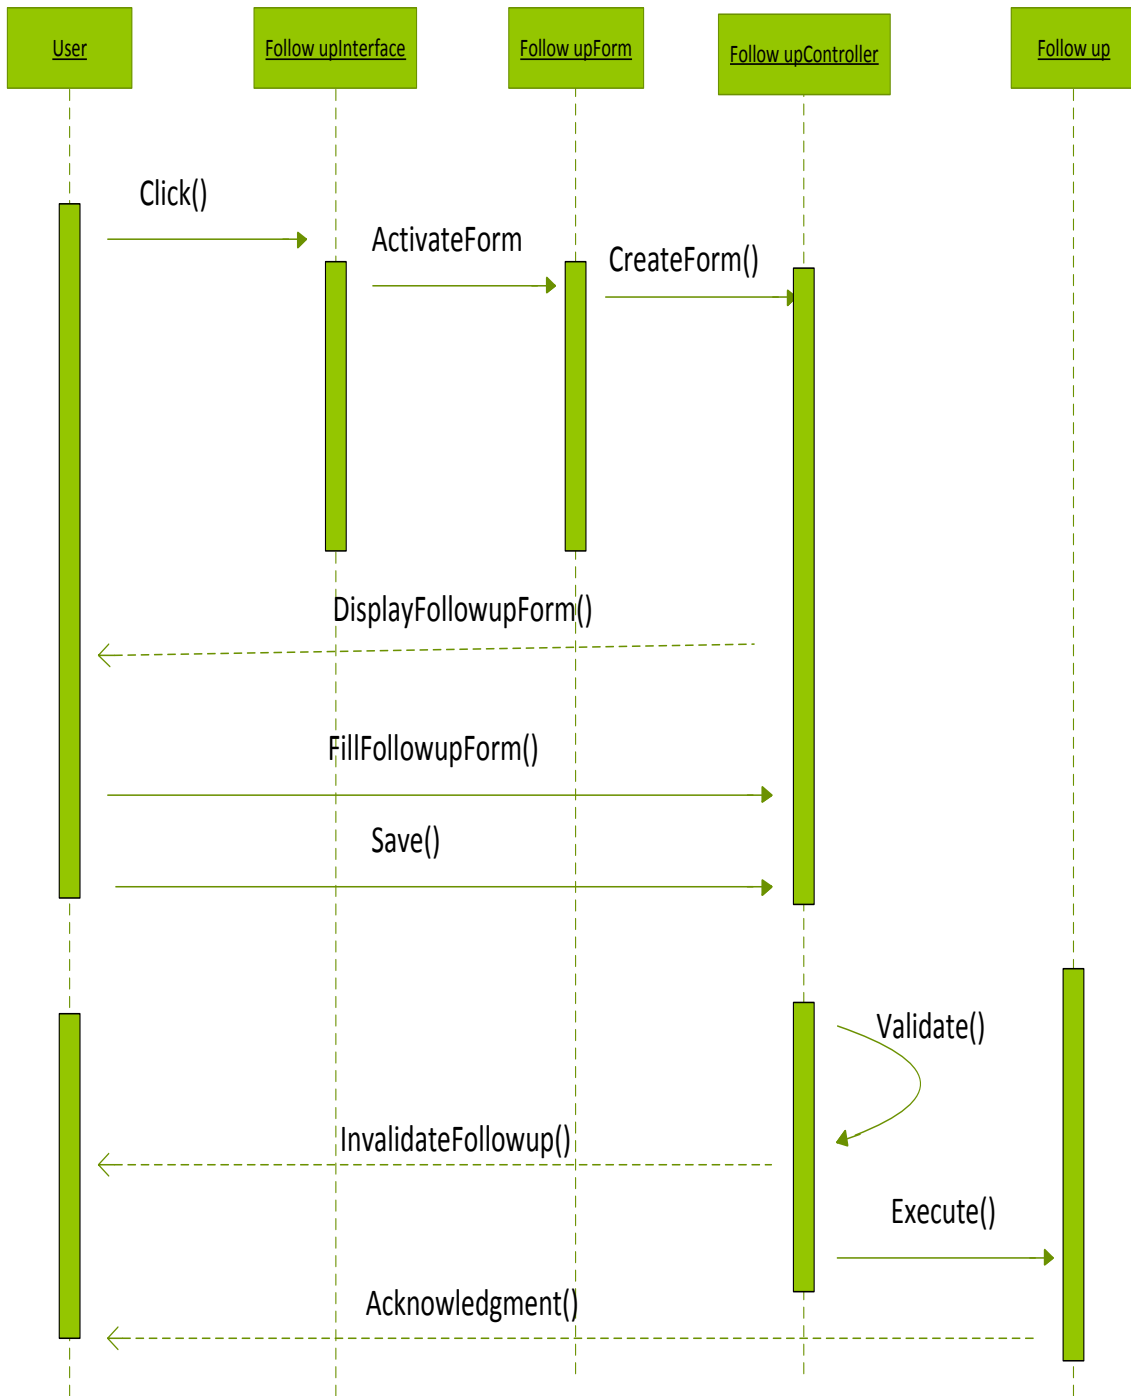 User
Follow upInterface
Follow upForm
Follow upController
Follow up
Click()
ActivateForm
CreateForm()
DisplayFollowupForm()
FillFollowupForm()
Save()
Validate()
InvalidateFollowup()
Execute()
Acknowledgment()